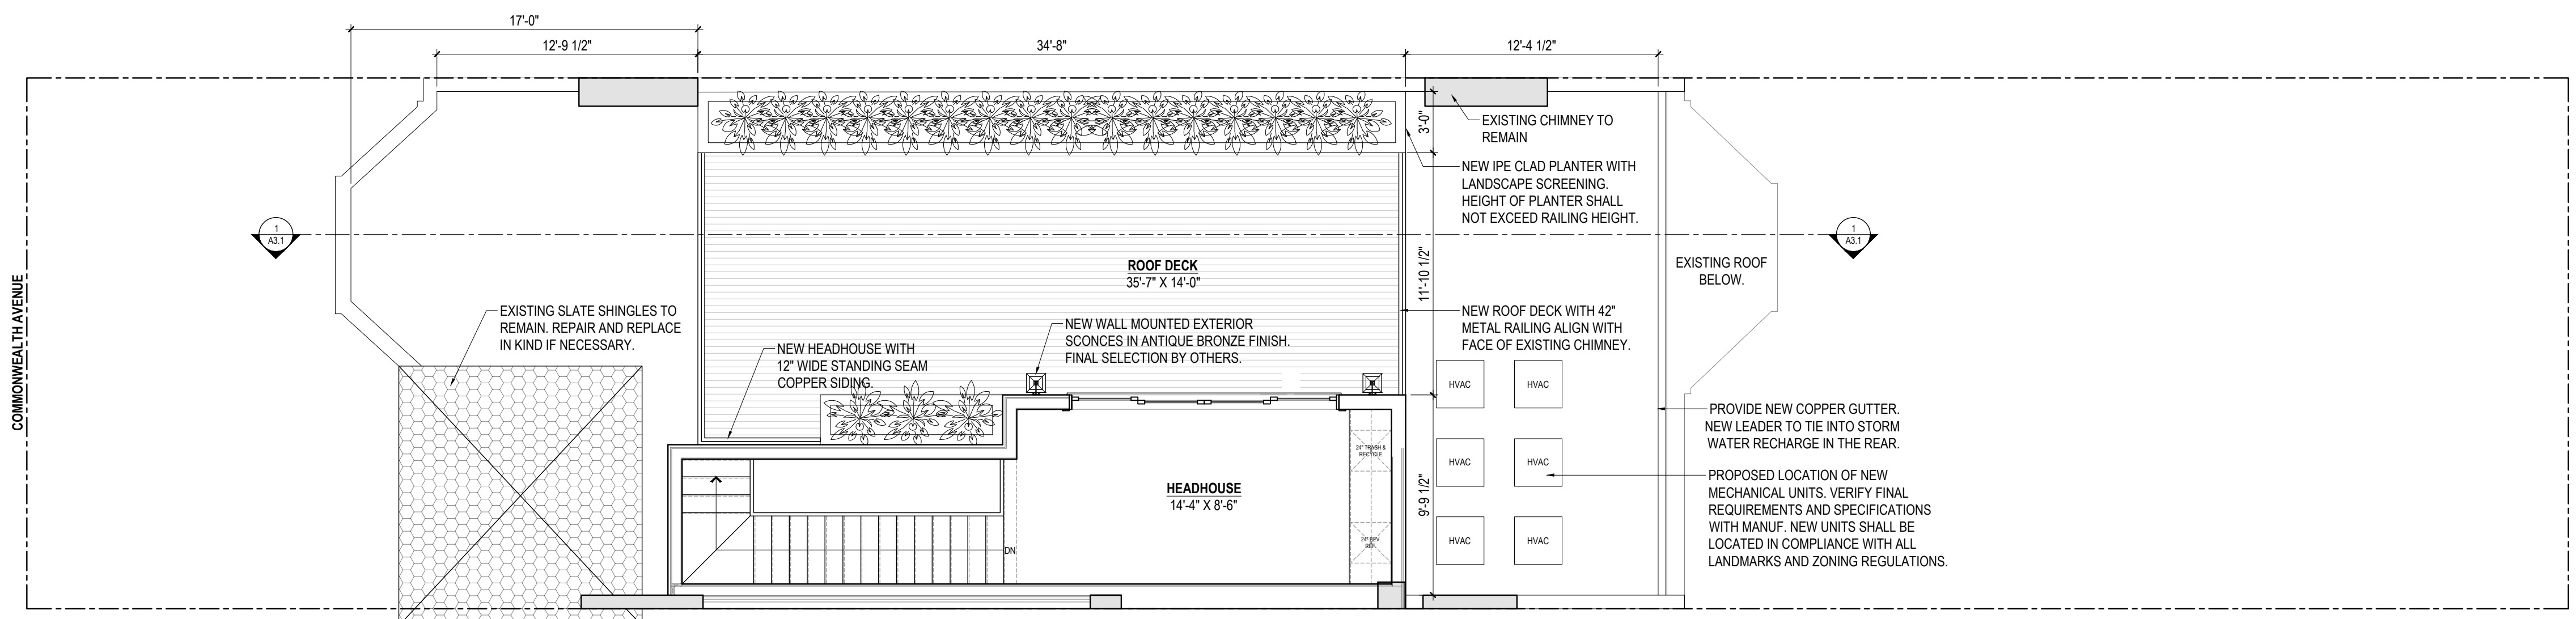 17'-0"
12'-9 1/2"
34'-8"
12'-4 1/2"
3'-0"
EXISTING CHIMNEY TO
REMAIN
NEW IPE CLAD PLANTER WITH
LANDSCAPE SCREENING.
HEIGHT OF PLANTER SHALL
NOT EXCEED RAILING HEIGHT.
1
A3.1
1
A3.1
COMMONWEALTH AVENUE
ROOF DECK
35'-7" X 14'-0"
11'-10 1/2"
EXISTING ROOF
BELOW.
EXISTING SLATE SHINGLES TO
REMAIN. REPAIR AND REPLACE
IN KIND IF NECESSARY.
NEW HEADHOUSE WITH
12" WIDE STANDING SEAM
COPPER SIDING.
NEW WALL MOUNTED EXTERIOR
SCONCES IN ANTIQUE BRONZE FINISH.
FINAL SELECTION BY OTHERS.
NEW ROOF DECK WITH 42"
METAL RAILING ALIGN WITH
FACE OF EXISTING CHIMNEY.
HVAC
HVAC
PROVIDE NEW COPPER GUTTER.
NEW LEADER TO TIE INTO STORM
WATER RECHARGE IN THE REAR.
24" TRASH &
RECYCLE
HVAC
HVAC
HEADHOUSE
14'-4" X 8'-6"
9'-9 1/2"
PROPOSED LOCATION OF NEW
MECHANICAL UNITS. VERIFY FINAL
REQUIREMENTS AND SPECIFICATIONS
WITH MANUF. NEW UNITS SHALL BE
LOCATED IN COMPLIANCE WITH ALL
LANDMARKS AND ZONING REGULATIONS.
DN
24" BEV.
REF.
HVAC
HVAC